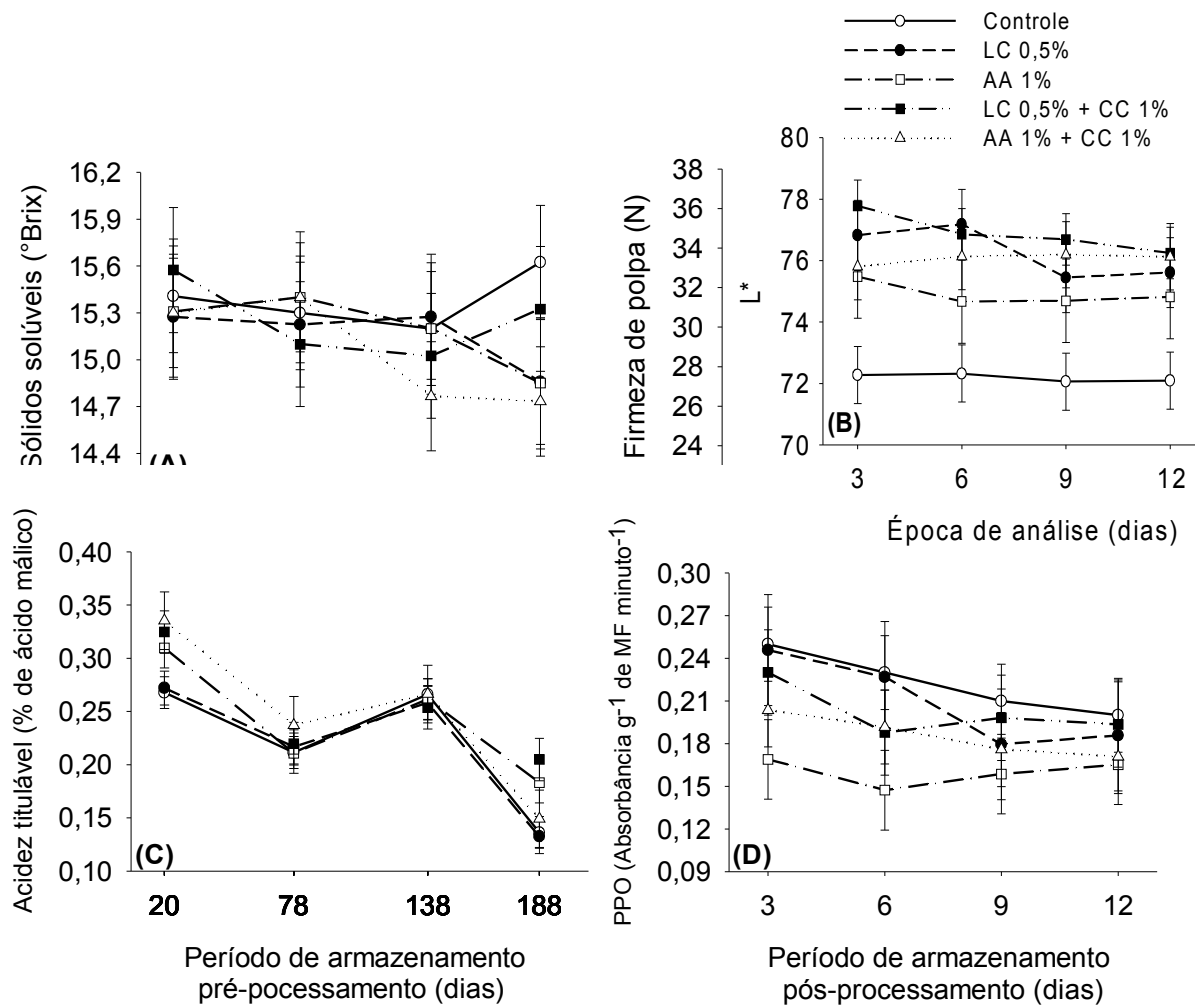 Controle
LC 0,5%
AA 1%
LC 0,5% + CC 1%
AA 1% + CC 1%
Sólidos solúveis (°Brix)
16,2
15,9
15,6
15,3
15,0
14,7
14,4
(A)
Firmeza de polpa (N)
38
36
34
32
30
28
26
24
L*
80
78
76
74
72
70
(B)
3 6 9 12
Época de análise (dias)
Acidez titulável (% de ácido málico)
0,40
0,35
0,30
0,25
0,20
0,15
0,10
(C)
20 78 138 188
Período de armazenamento
pré-pocessamento (dias)
PPO (Absorbância g-1 de MF minuto-1)
0,30
0,27
0,24
0,21
0,18
0,15
0,12
0,09
(D)
3 6 9 12
Período de armazenamento
pós-processamento (dias)